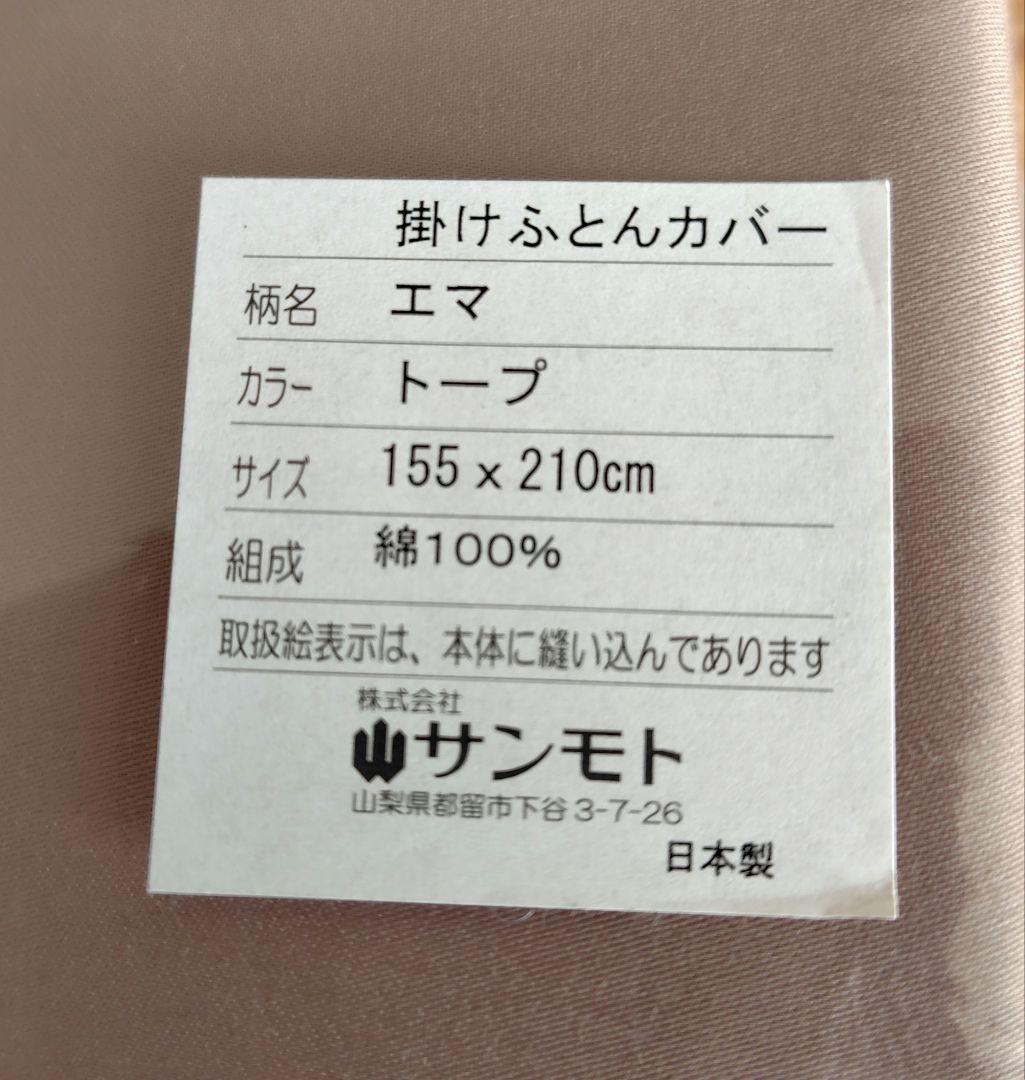 掛けふとんカバー
柄名 エマ
カラー トープ
サイズ 155x210cm
組成 綿100%
取扱絵表示は、本体に縫い込んであります
株式会社
サンモト
山梨県都留市下谷3-7-26
日本製